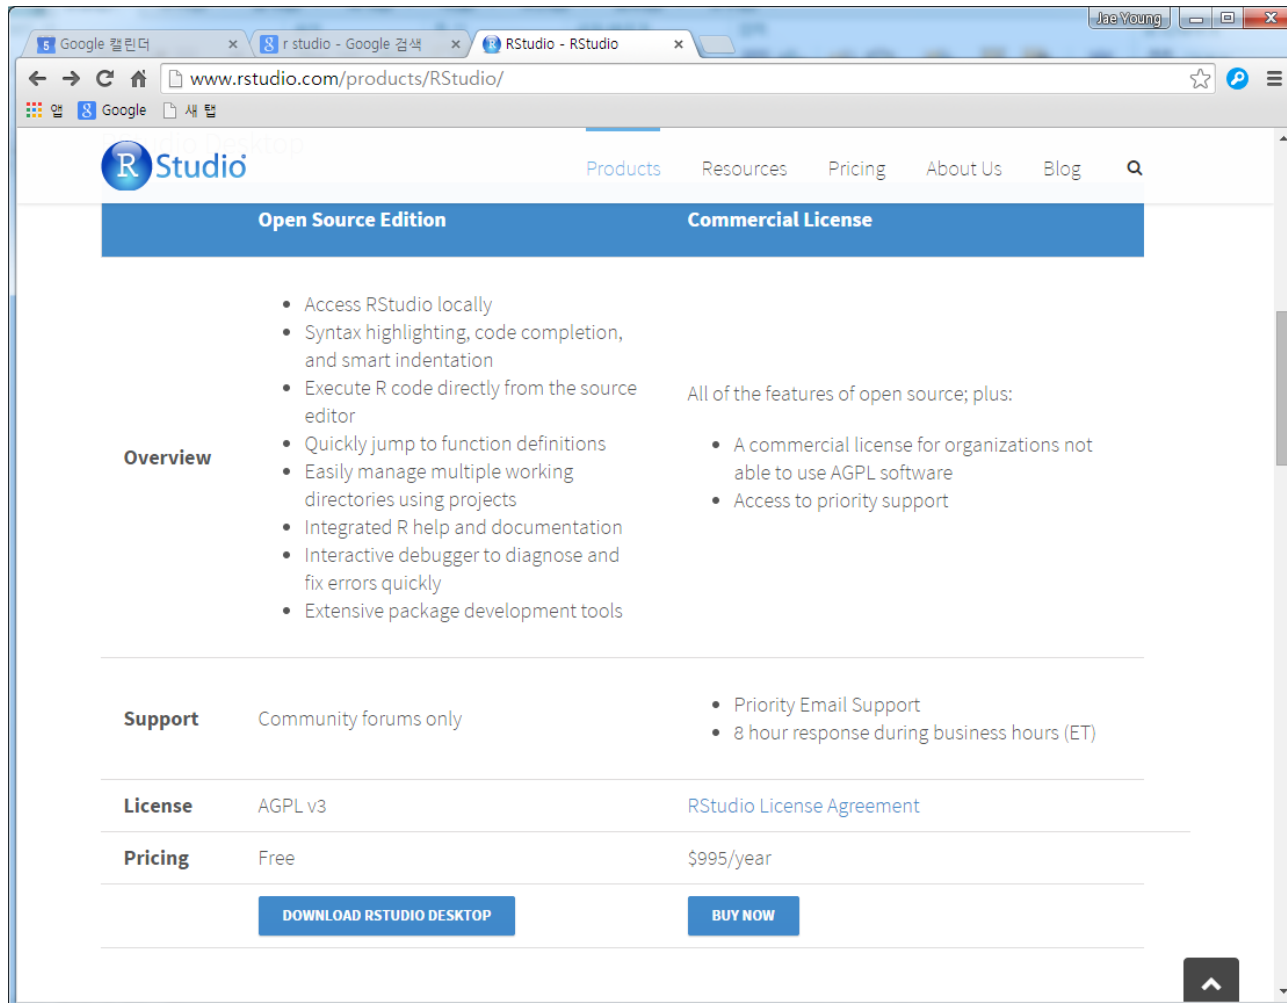 Jae Young
5 Google 캘린더
8 r studio - Google 검색
R RStudio - RStudio
www.rstudio.com/products/RStudio/
앱
8 Google
새 탭
R Studio
Products Resources Pricing About Us Blog
Open Source Edition Commercial License
Overview
Access RStudio locally
Syntax highlighting, code completion,
and smart indentation
Execute R code directly from the source
editor
Quickly jump to function definitions
Easily manage multiple working
directories using projects
Integrated R help and documentation
Interactive debugger to diagnose and
fix errors quickly
Extensive package development tools
All of the features of open source; plus:
A commercial license for organizations not
able to use AGPL software
Access to priority support
Support
Community forums only
Priority Email Support
8 hour response during business hours (ET)
License AGPL v3 RStudio License Agreement
Pricing Free $995/year
DOWNLOAD RSTUDIO DESKTOP BUY NOW